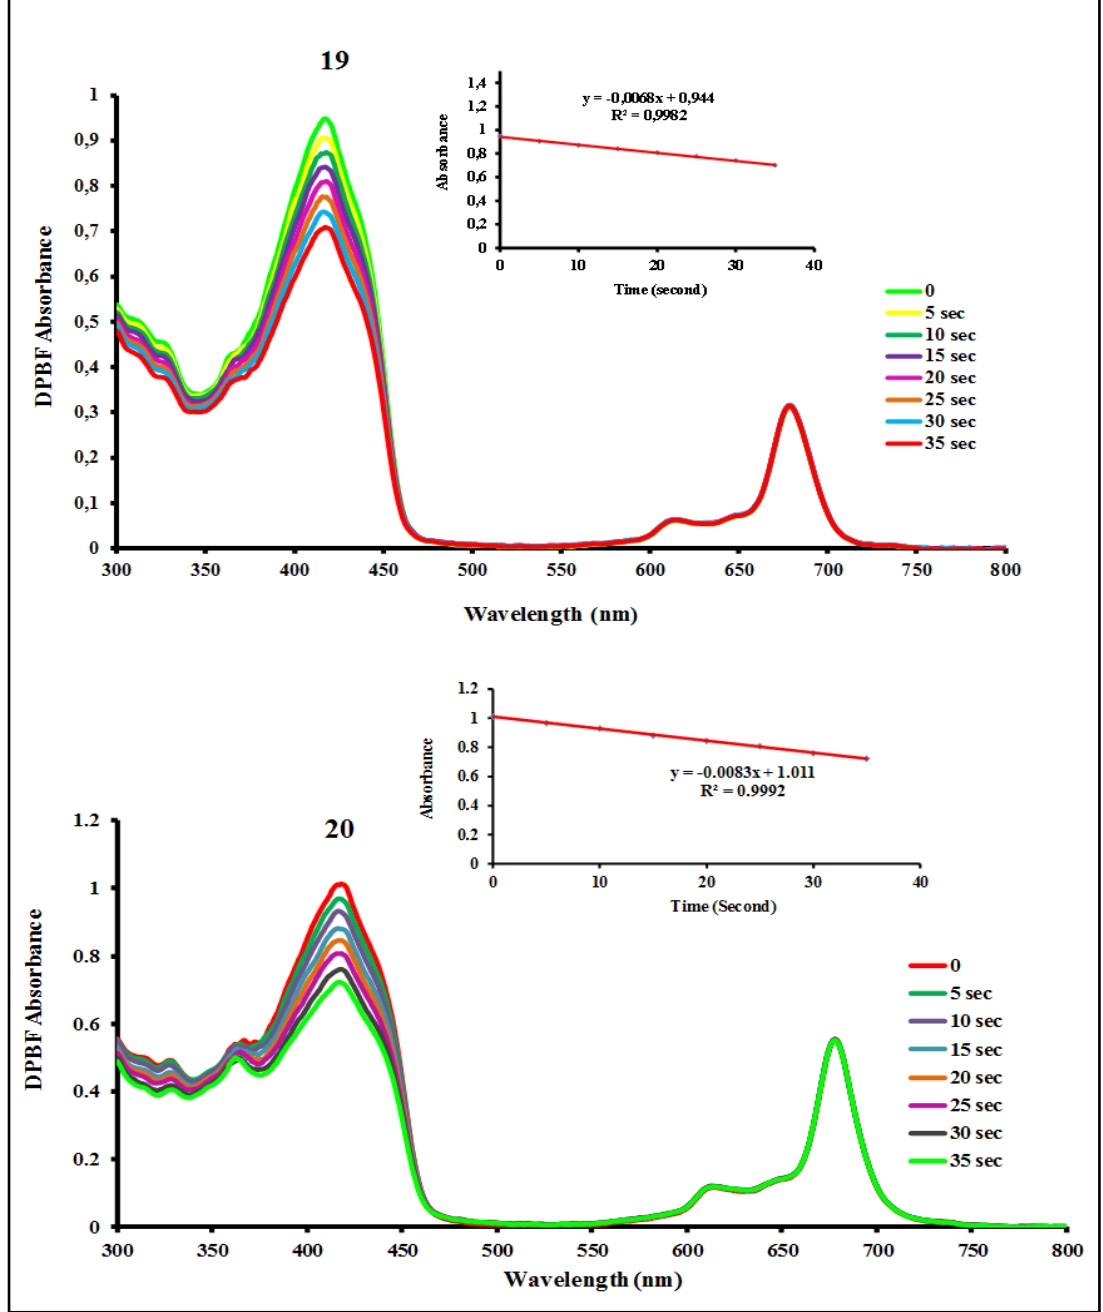 19
1,4
1,2
1
0,8
0,6
0,4
0,2
0
Absorbance
y = -0,0068x + 0,944
R² = 0,9982
0 10 20 30 40
Time (second)
1
0,9
0,8
0,7
0,6
0,5
0,4
0,3
0,2
0,1
0
DPBF Absorbance
0
5 sec
10 sec
15 sec
20 sec
25 sec
30 sec
35 sec
300 350 400 450 500 550 600 650 700 750 800
Wavelength (nm)
1.2
1
0.8
0.6
0.4
0.2
0
Absorbance
y = -0.0083x + 1.011
R² = 0.9992
0 10 20 30 40
Time (Second)
20
1.2
1
0.8
0.6
0.4
0.2
0
DPBF Absorbance
0
5 sec
10 sec
15 sec
20 sec
25 sec
30 sec
35 sec
300 350 400 450 500 550 600 650 700 750 800
Wavelength (nm)